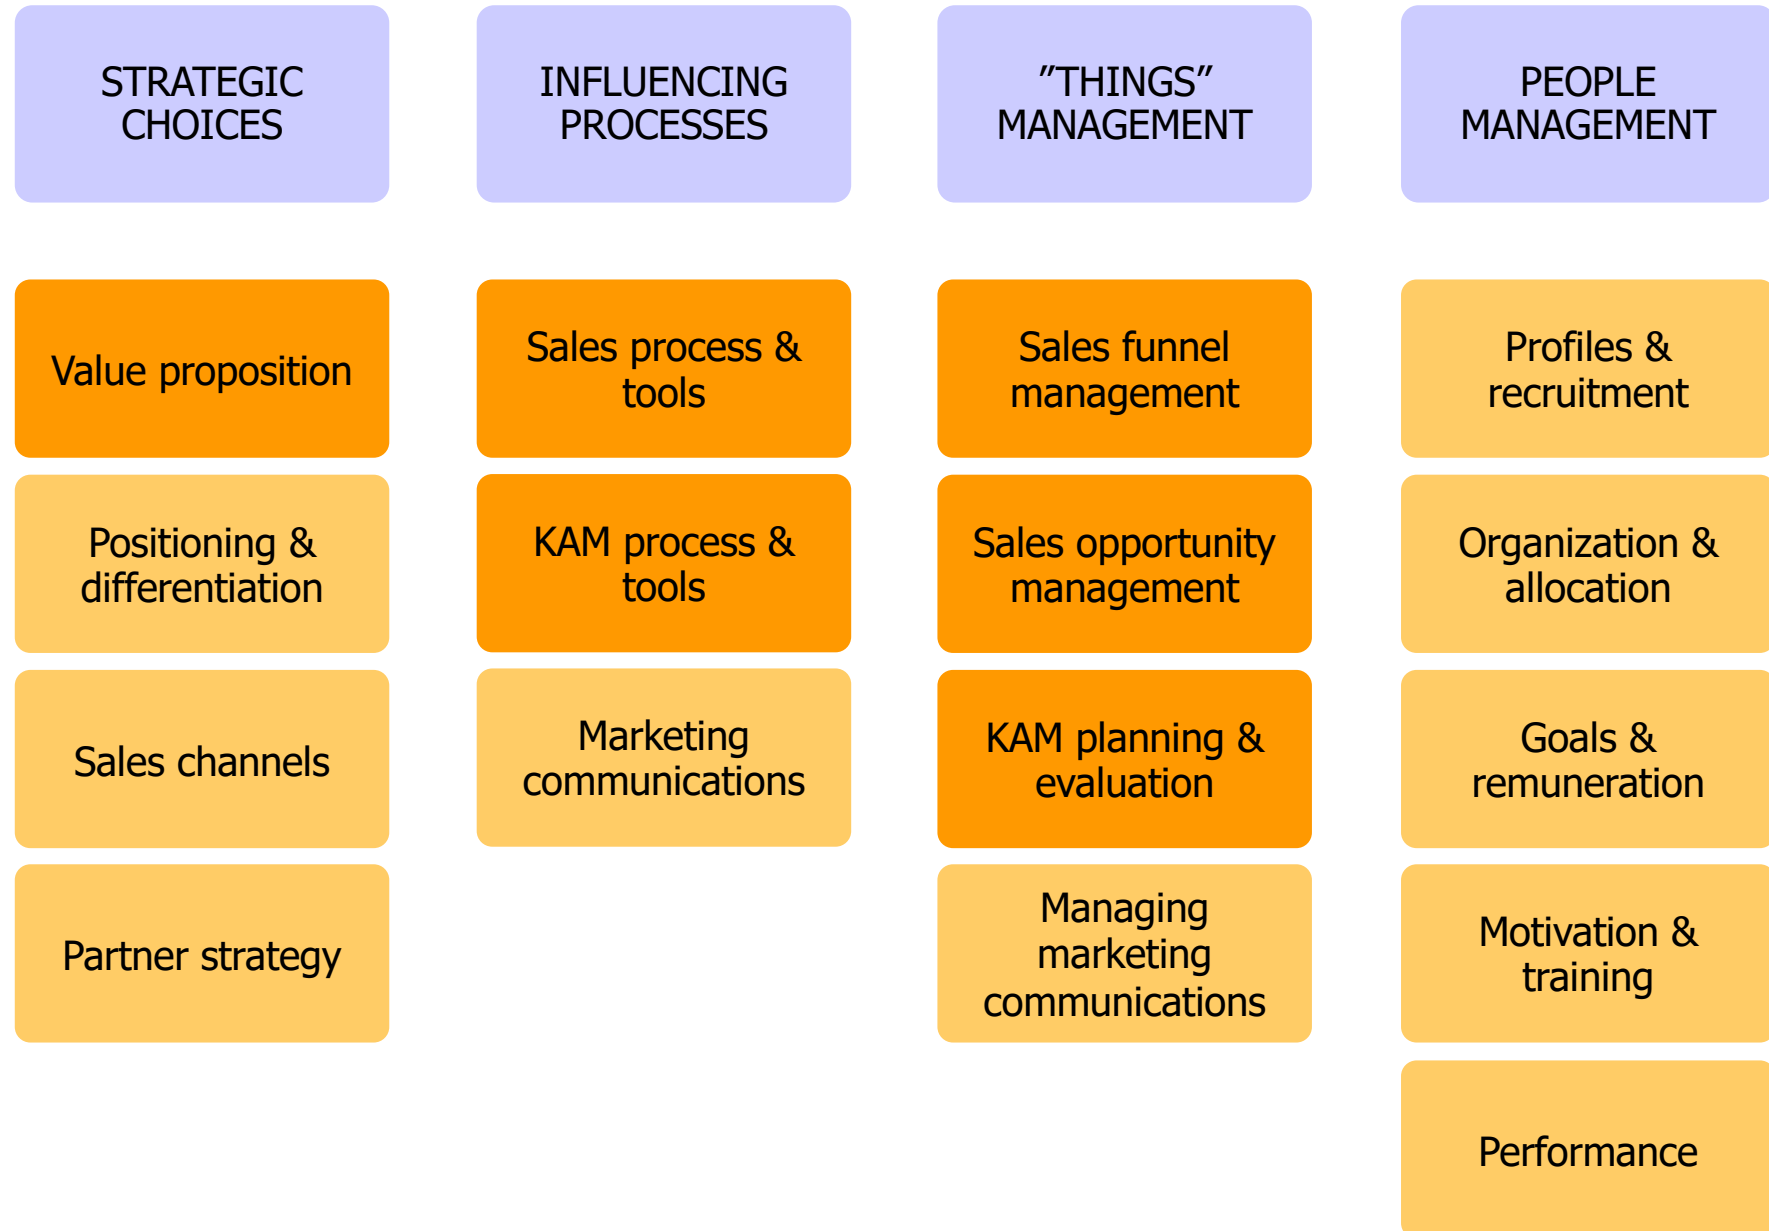 STRATEGIC
CHOICES
INFLUENCING
PROCESSES
”THINGS”
MANAGEMENT
PEOPLE
MANAGEMENT
Value proposition
Positioning &
differentiation
Sales channels
Partner strategy
Sales process &
tools
KAM process &
tools
Marketing
communications
Sales funnel
management
Sales opportunity
management
KAM planning &
evaluation
Managing
marketing
communications
Profiles &
recruitment
Organization &
allocation
Goals &
remuneration
Motivation &
training
Performance